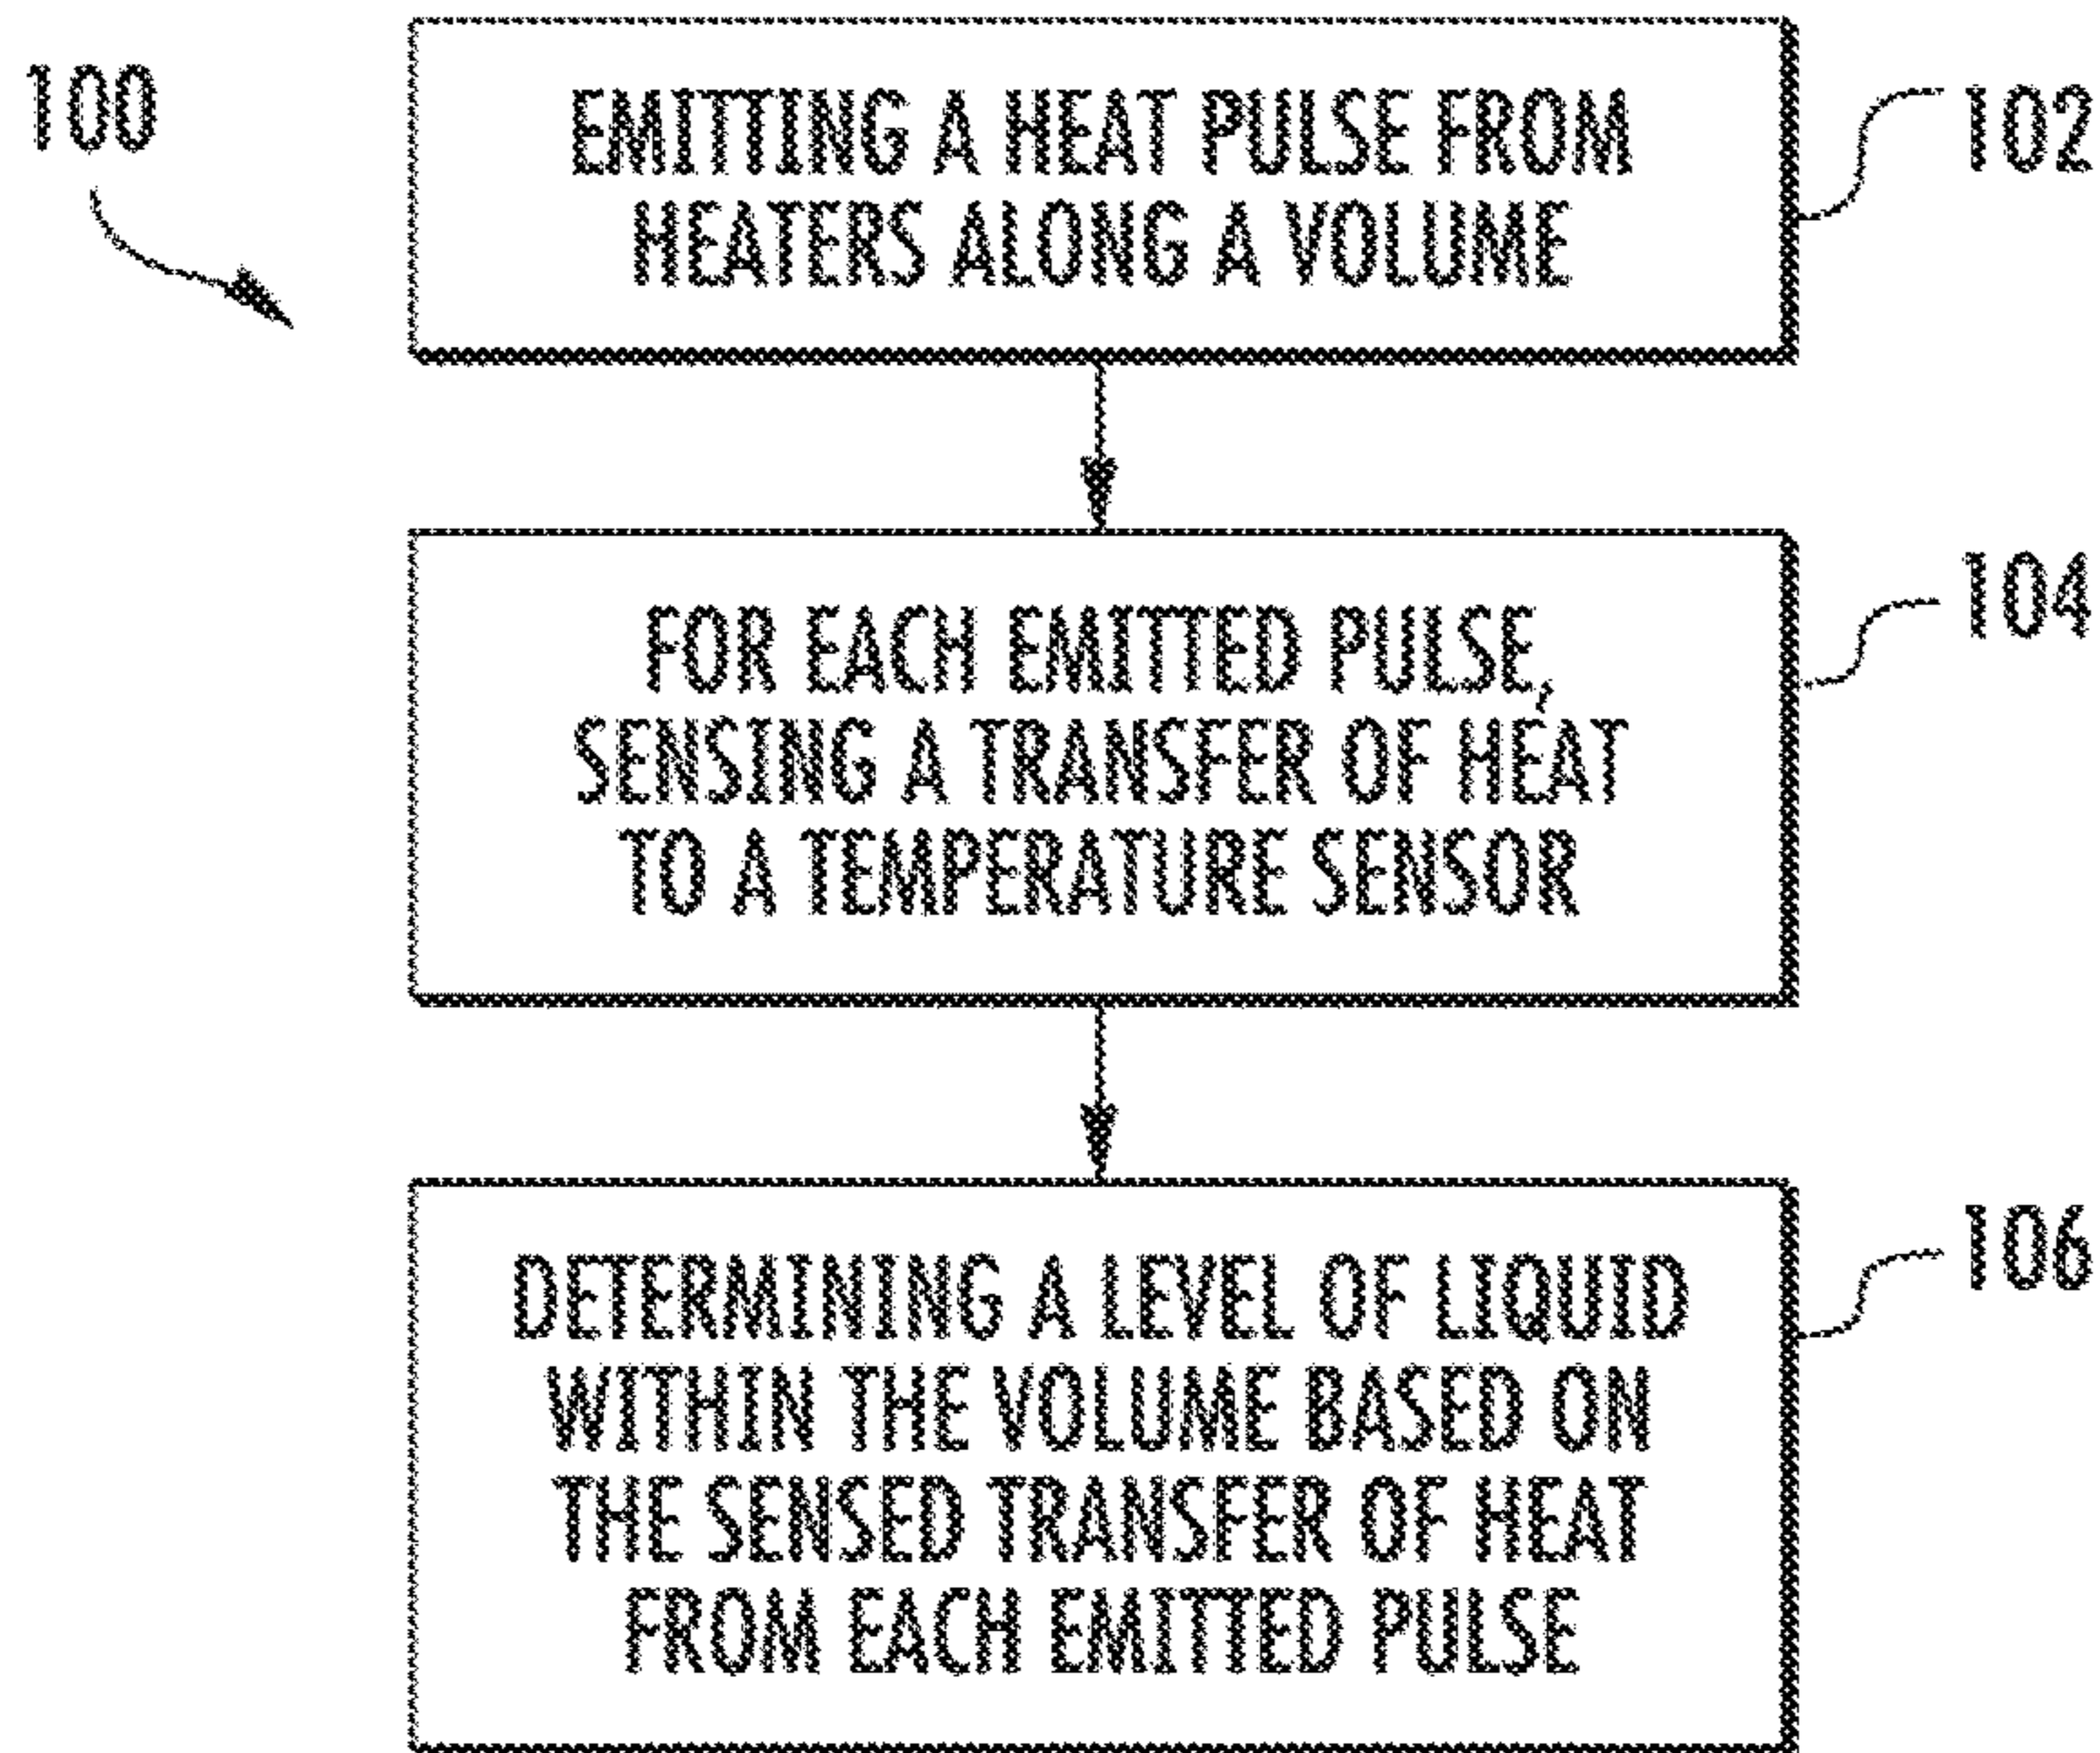 100
EMITTING A HEAT PULSE FROM
HEATERS ALONG A VOLUME
102
FOR EACH EMITTED PULSE,
SENSING A TRANSFER OF HEAT
TO A TEMPERATURE SENSOR
104
DETERMINING A LEVEL OF LIQUID
WITHIN THE VOLUME BASED ON
THE SENSED TRANSFER OF HEAT
FROM EACH EMITTED PULSE
106